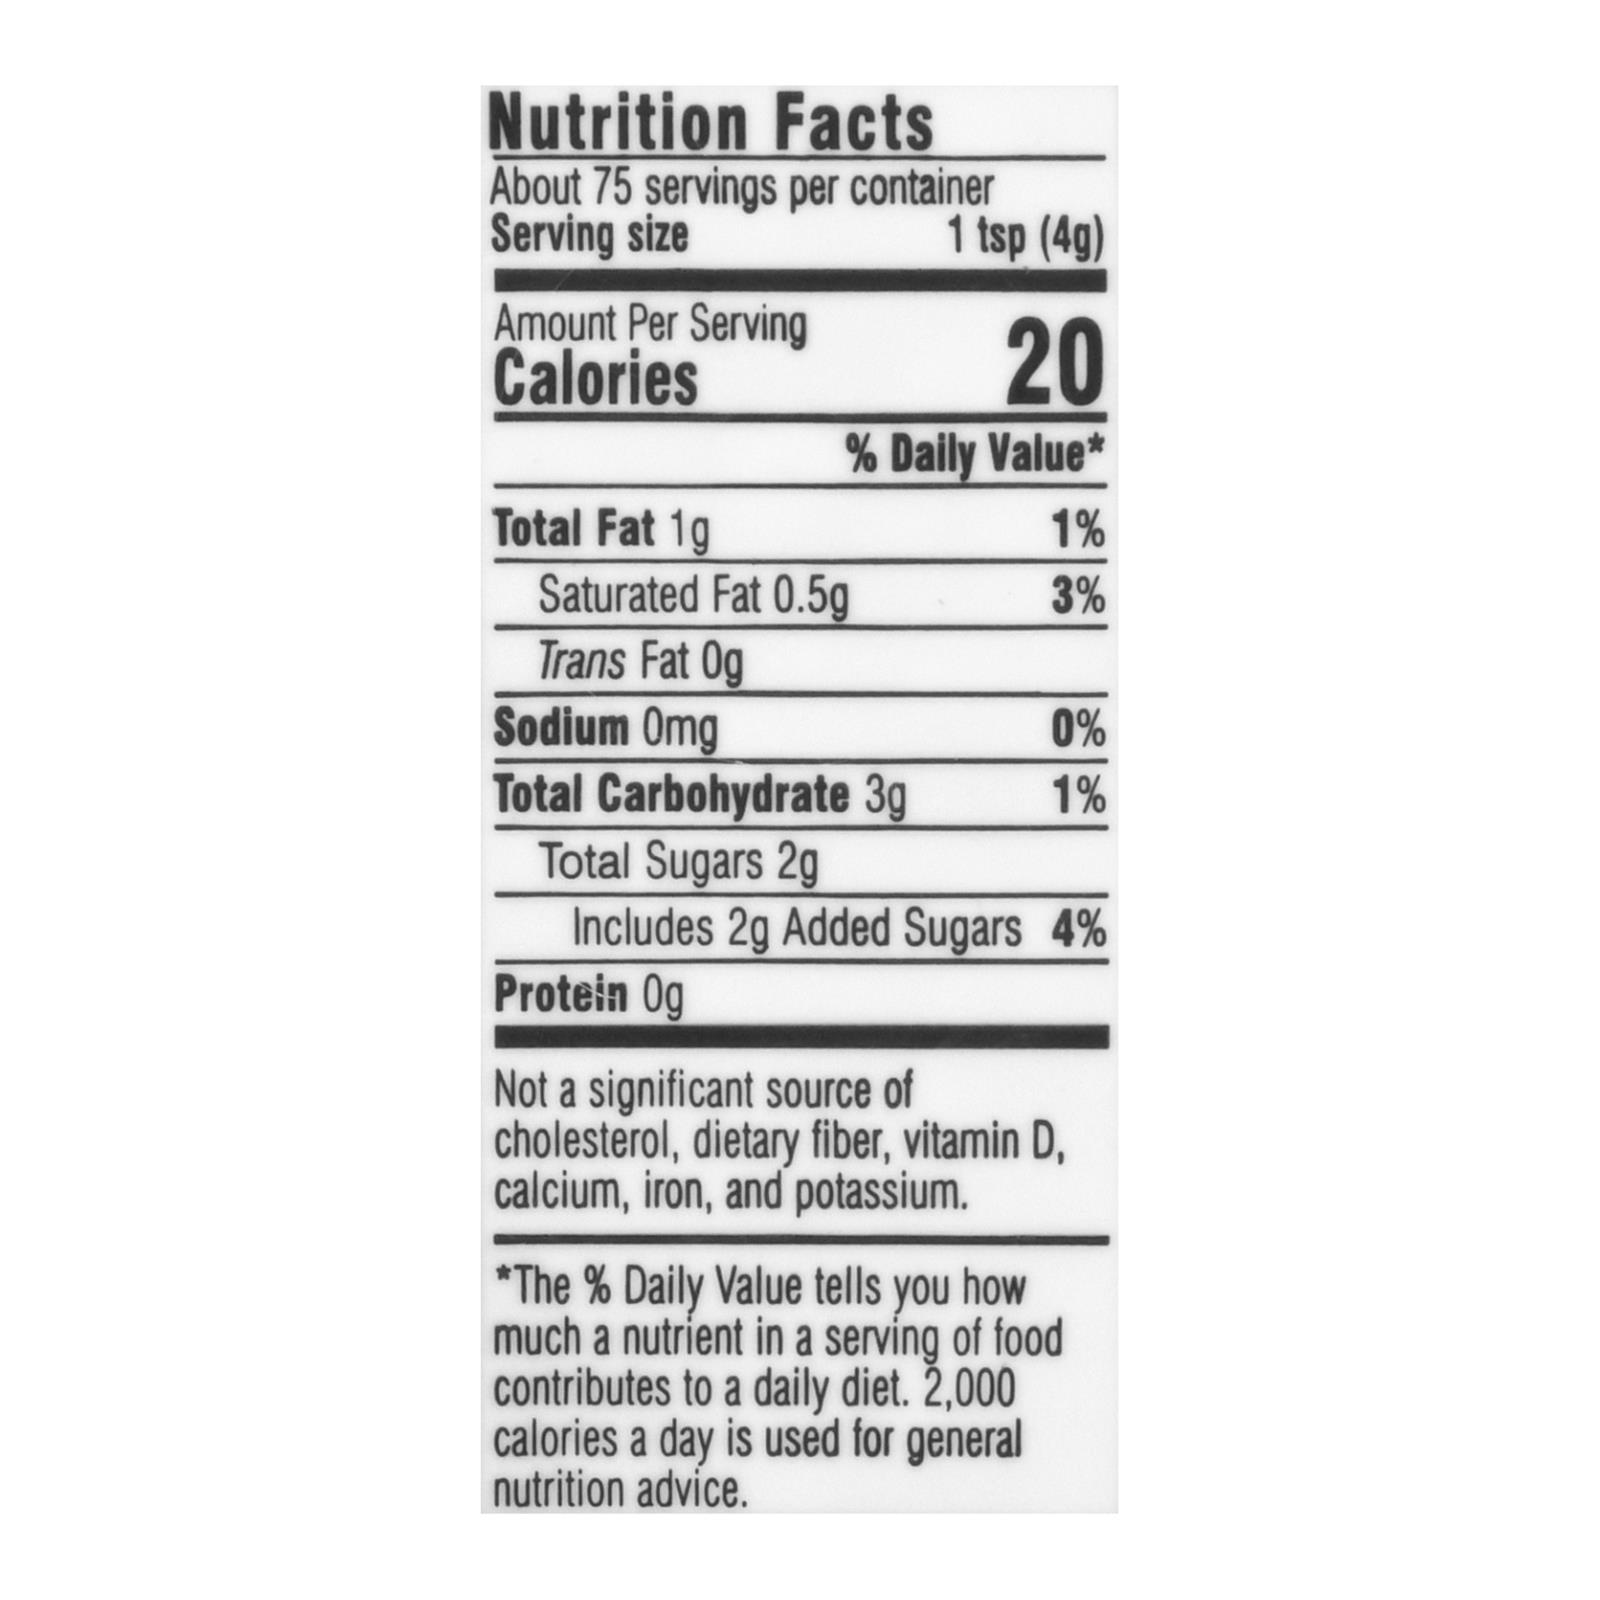 Nutrition Facts
About 75 servings per container
Serving size 1 tsp (4g)
Amount Per Serving
Calories 20
% Daily Value*
Total Fat 1g 1%
Saturated Fat 0.5g 3%
Trans Fat 0g
Sodium 0mg 0%
Total Carbohydrate 3g 1%
Total Sugars 2g
Includes 2g Added Sugars 4%
Protein 0g
Not a significant source of
cholesterol, dietary fiber, vitamin D,
calcium, iron, and potassium.
*The % Daily Value tells you how
much a nutrient in a serving of food
contributes to a daily diet. 2,000
calories a day is used for general
nutrition advice.